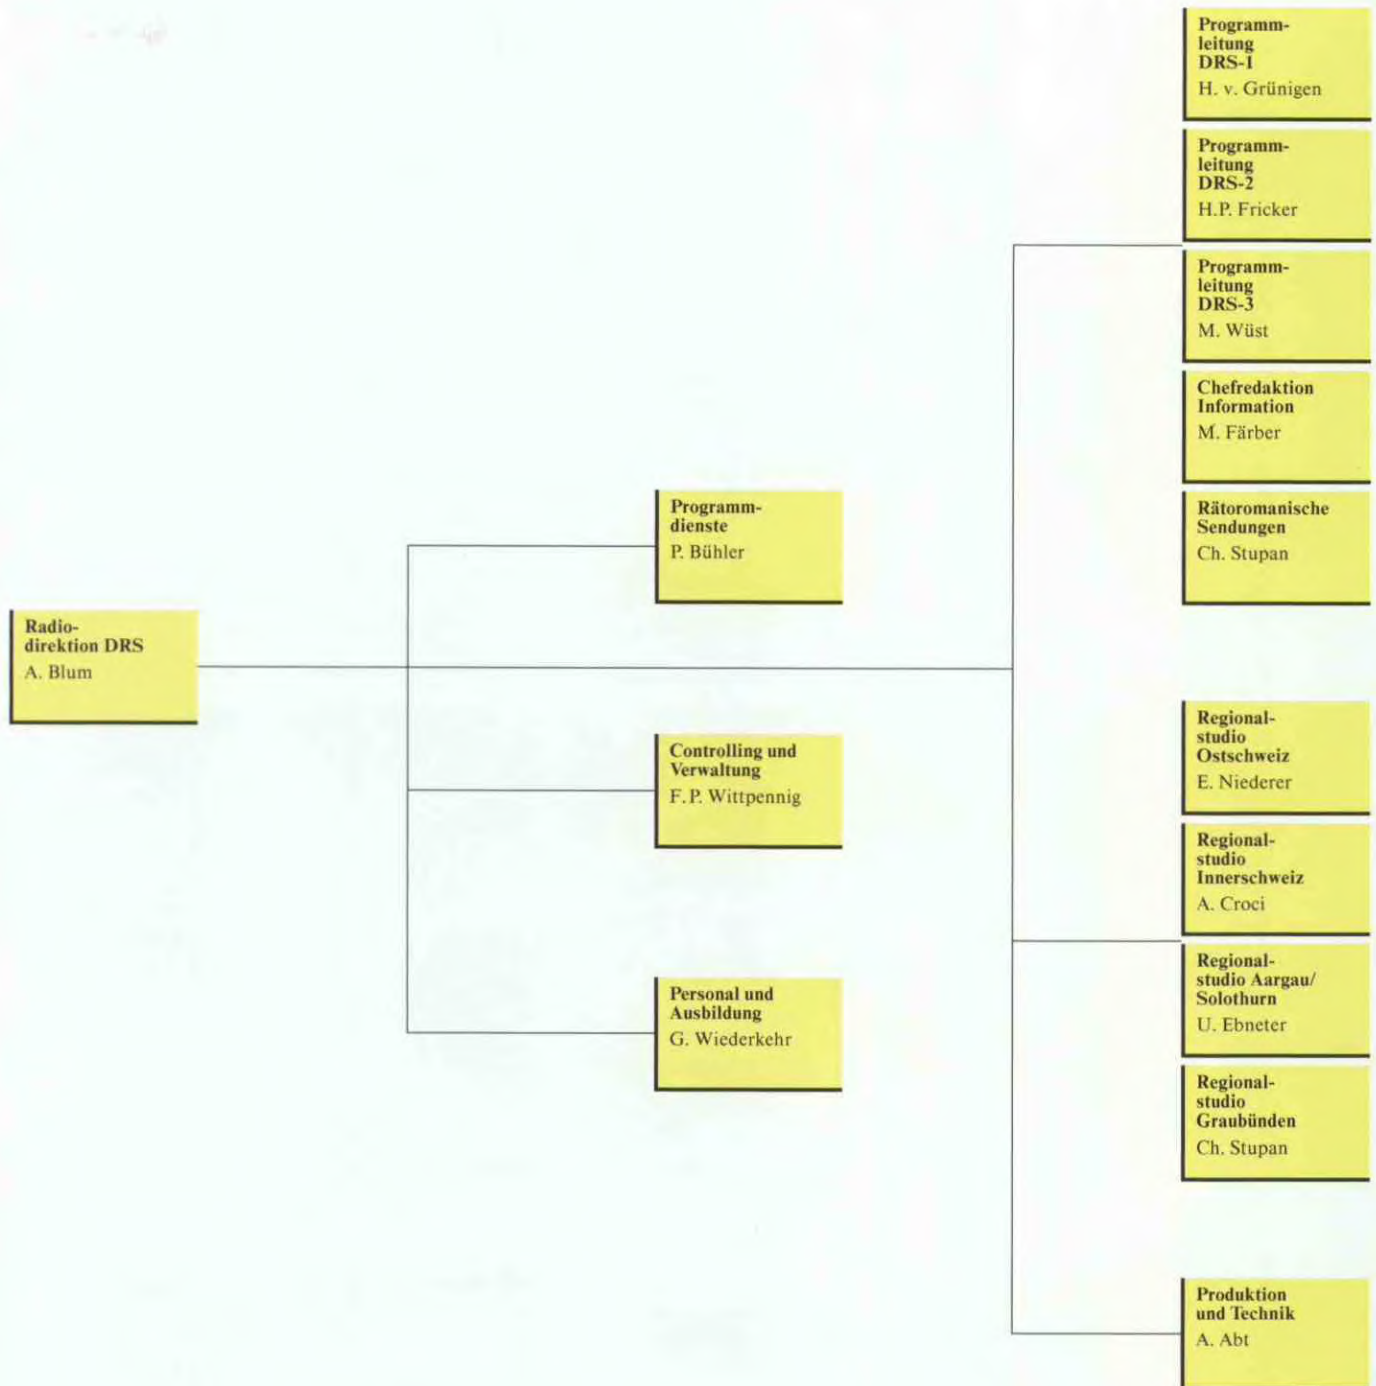 Radio-
direktion DRS
A. Blum
Programm-
dienste
P. Bühler
Controlling und
Verwaltung
F. P. Wittpennig
Personal und
Ausbildung
G. Wiederkehr
Programm-
leitung
DRS-1
H. v. Grünigen
Programm-
leitung
DRS-2
H.P. Fricker
Programm-
leitung
DRS-3
M. Wüst
Chefredaktion
Information
M. Färber
Rätoromanische
Sendungen
Ch. Stupan
Regional-
studio
Ostschweiz
E. Niederer
Regional-
studio
Innerschweiz
A. Croci
Regional-
studio Aargau/
Solothurn
U. Ebneter
Regional-
studio
Graubünden
Ch. Stupan
Produktion
und Technik
A. Abt